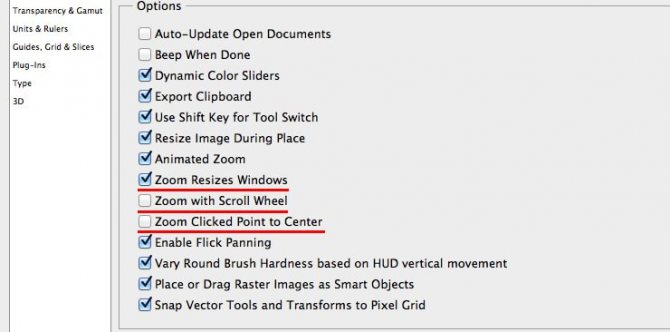 Transparency & Gamut
Units & Rulers
Guides, Grid & Slices
Plug-Ins
Type
3D
Options
Auto-Update Open Documents
Beep When Done
Dynamic Color Sliders
Export Clipboard
Use Shift Key for Tool Switch
Resize Image During Place
Animated Zoom
Zoom Resizes Windows
Zoom with Scroll Wheel
Zoom Clicked Point to Center
Enable Flick Panning
Vary Round Brush Hardness based on HUD vertical movement
Place or Drag Raster Images as Smart Objects
Snap Vector Tools and Transforms to Pixel Grid